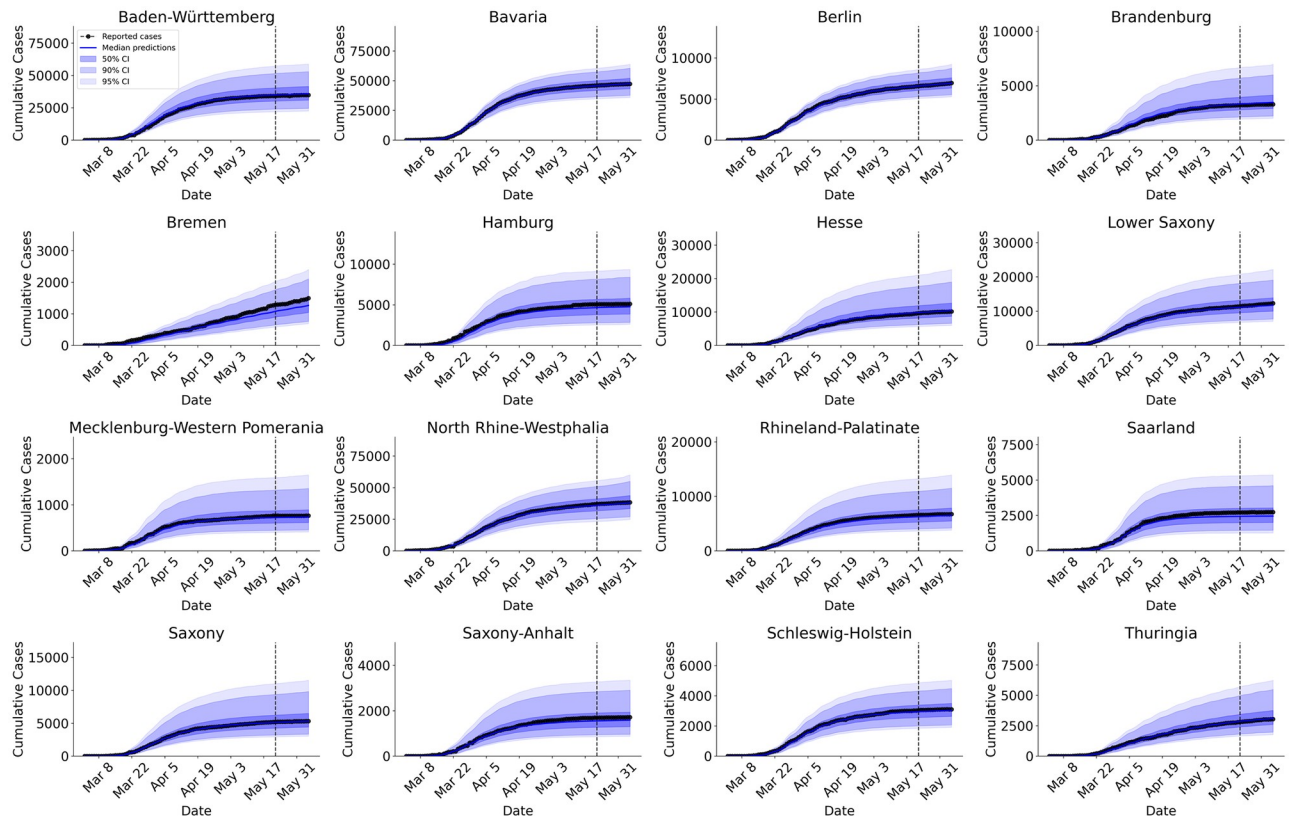 Baden-Württemberg
Cumulative Cases
75000
50000
25000
0
Reported cases
Median predictions
50% CI
90% CI
95% CI
Mar 8
Mar 22
Apr 5
Apr 19
May 3
May 17
May 31
Date
Bavaria
Cumulative Cases
75000
50000
25000
0
Mar 8
Mar 22
Apr 5
Apr 19
May 3
May 17
May 31
Date
Berlin
Cumulative Cases
10000
5000
0
Mar 8
Mar 22
Apr 5
Apr 19
May 3
May 17
May 31
Date
Brandenburg
Cumulative Cases
10000
7500
5000
2500
0
Mar 8
Mar 22
Apr 5
Apr 19
May 3
May 17
May 31
Date
Bremen
Cumulative Cases
3000
2000
1000
0
Mar 8
Mar 22
Apr 5
Apr 19
May 3
May 17
May 31
Date
Hamburg
Cumulative Cases
10000
5000
0
Mar 8
Mar 22
Apr 5
Apr 19
May 3
May 17
May 31
Date
Hesse
Cumulative Cases
30000
20000
10000
0
Mar 8
Mar 22
Apr 5
Apr 19
May 3
May 17
May 31
Date
Lower Saxony
Cumulative Cases
30000
20000
10000
0
Mar 8
Mar 22
Apr 5
Apr 19
May 3
May 17
May 31
Date
Mecklenburg-Western Pomerania
Cumulative Cases
2000
1000
0
Mar 8
Mar 22
Apr 5
Apr 19
May 3
May 17
May 31
Date
North Rhine-Westphalia
Cumulative Cases
75000
50000
25000
0
Mar 8
Mar 22
Apr 5
Apr 19
May 3
May 17
May 31
Date
Rhineland-Palatinate
Cumulative Cases
20000
10000
0
Mar 8
Mar 22
Apr 5
Apr 19
May 3
May 17
May 31
Date
Saarland
Cumulative Cases
7500
5000
2500
0
Mar 8
Mar 22
Apr 5
Apr 19
May 3
May 17
May 31
Date
Saxony
Cumulative Cases
15000
10000
5000
0
Mar 8
Mar 22
Apr 5
Apr 19
May 3
May 17
May 31
Date
Saxony-Anhalt
Cumulative Cases
4000
2000
0
Mar 8
Mar 22
Apr 5
Apr 19
May 3
May 17
May 31
Date
Schleswig-Holstein
Cumulative Cases
6000
4000
2000
0
Mar 8
Mar 22
Apr 5
Apr 19
May 3
May 17
May 31
Date
Thuringia
Cumulative Cases
7500
5000
2500
0
Mar 8
Mar 22
Apr 5
Apr 19
May 3
May 17
May 31
Date